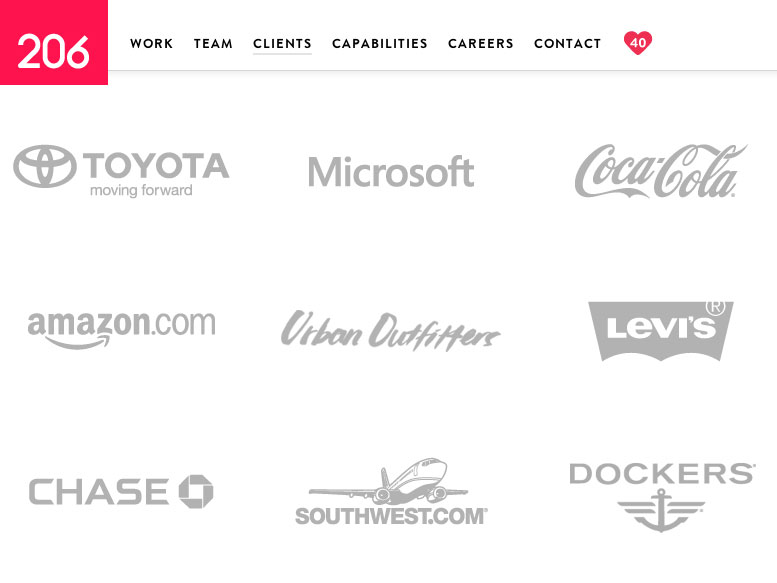 206
WORK TEAM CLIENTS CAPABILITIES CAREERS CONTACT 40
TOYOTA
moving forward
Microsoft
Coca-Cola®
amazon.com
Urban Outfitters
LEVI'S®
CHASE
SOUTHWEST.COM®
DOCKERS®